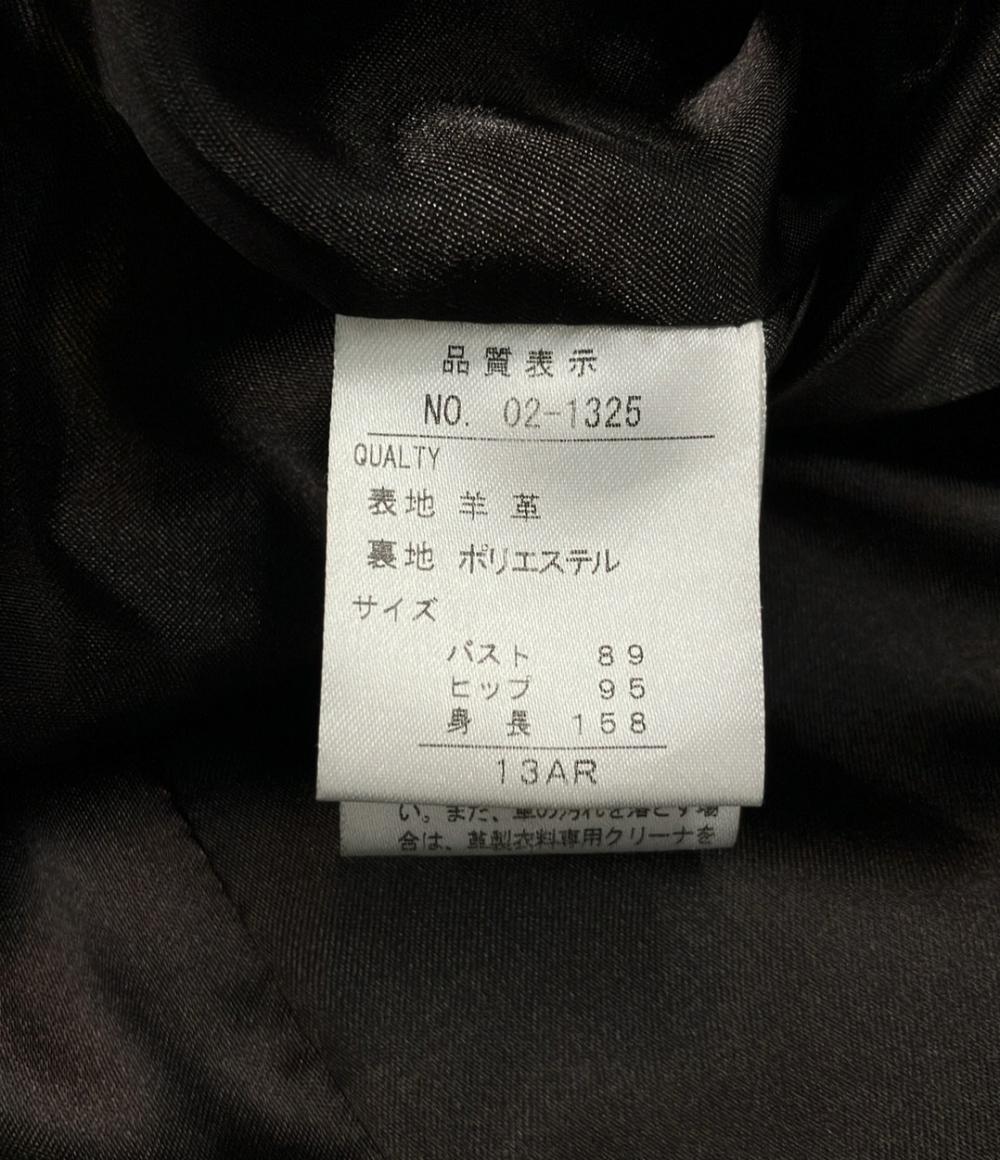 品質表示
NO. 02-1325
QUALTY
表地 羊革
裏地 ポリエステル
サイズ
バスト 89
ヒップ 95
身長 158
13AR
い。また、革の汚れを落とす場
合は、革製衣料専用クリーナを